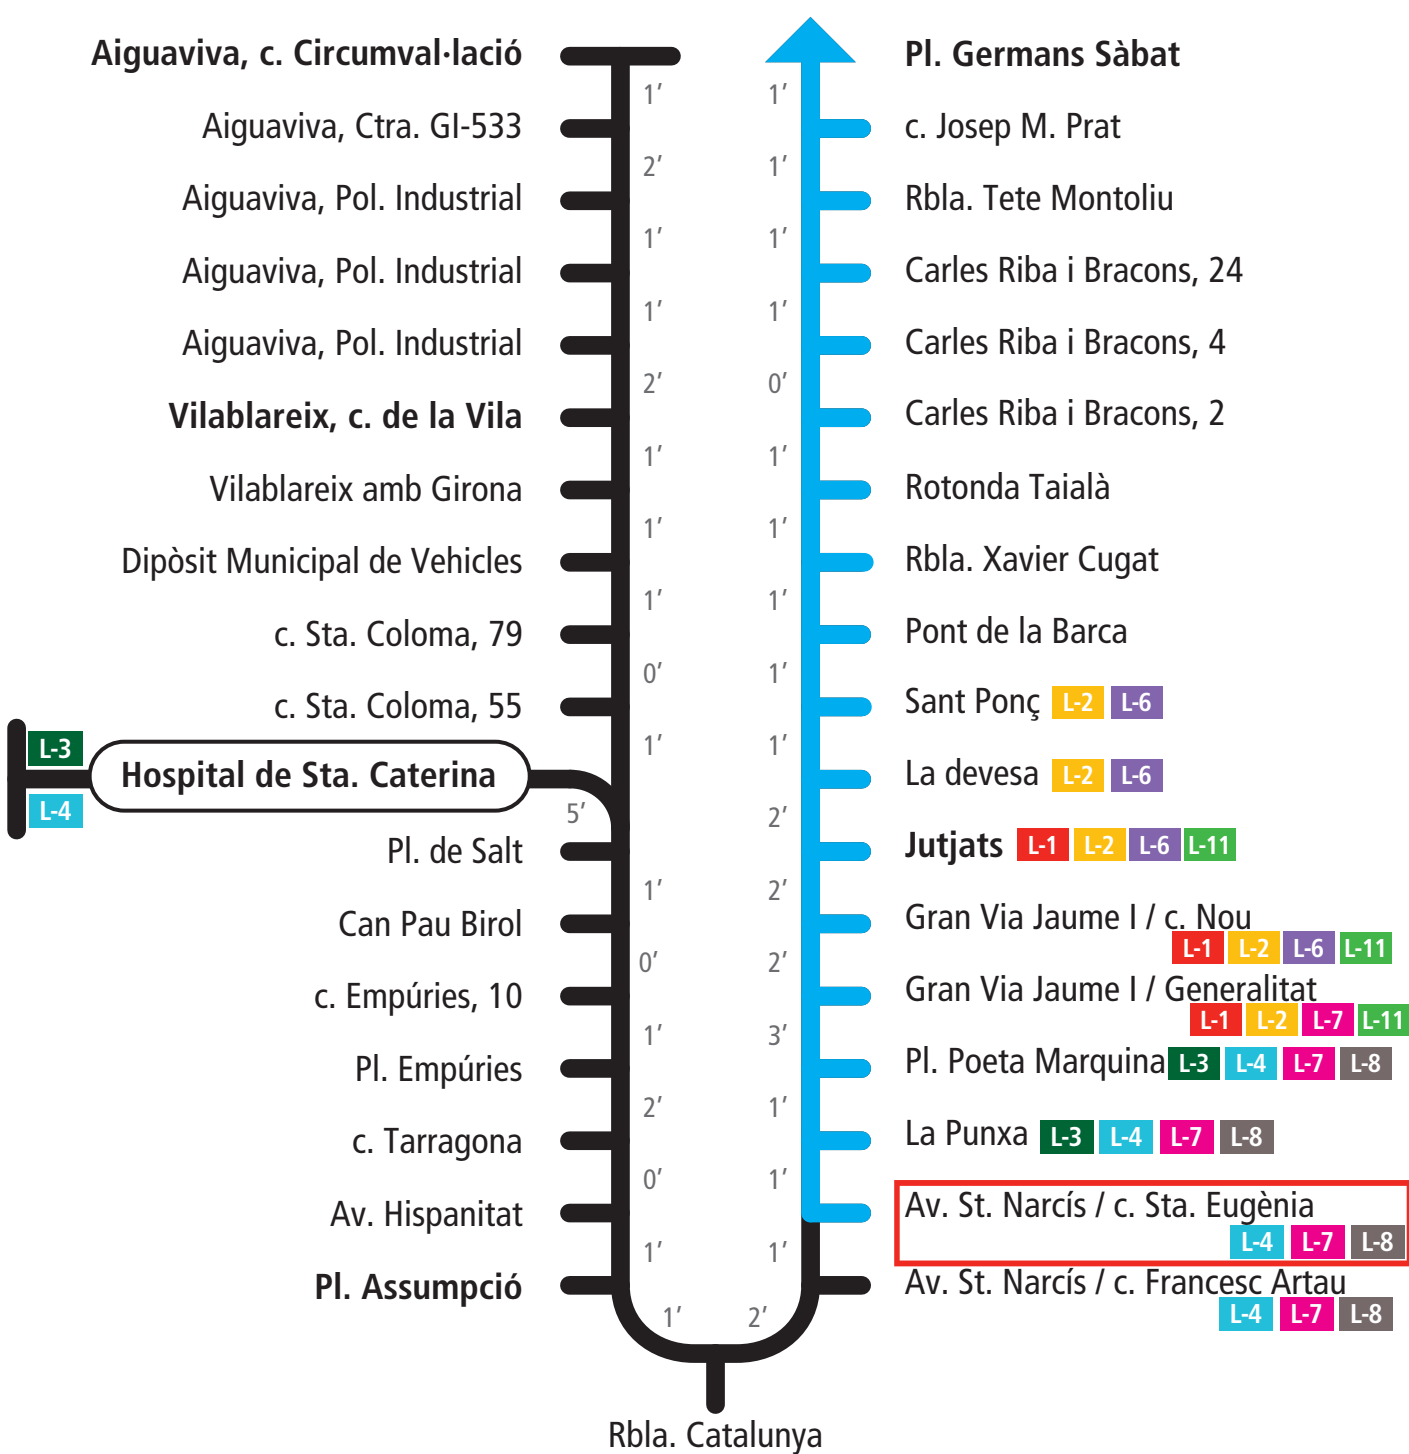 Aiguaviva, c. Circumval·lació
1′
1′
Pl. Germans Sàbat
Aiguaviva, Ctra. GI-533
c. Josep M. Prat
2′
1′
Aiguaviva, Pol. Industrial
Rbla. Tete Montoliu
1′
1′
Aiguaviva, Pol. Industrial
Carles Riba i Bracons, 24
1′
1′
Aiguaviva, Pol. Industrial
Carles Riba i Bracons, 4
2′
0′
Vilablareix, c. de la Vila
Carles Riba i Bracons, 2
1′
1′
Vilablareix amb Girona
Rotonda Taialà
1′
1′
Dipòsit Municipal de Vehicles
Rbla. Xavier Cugat
1′
1′
c. Sta. Coloma, 79
Pont de la Barca
0′
1′
c. Sta. Coloma, 55
Sant Ponç L-2 L-6
1′
1′
L-3
Hospital de Sta. Caterina
L-4
La devesa L-2 L-6
5′
2′
Pl. de Salt
Jutjats L-1 L-2 L-6 L-11
1′
2′
Can Pau Birol
Gran Via Jaume I / c. Nou
L-1 L-2 L-6 L-11
0′
2′
c. Empúries, 10
Gran Via Jaume I / Generalitat
L-1 L-2 L-7 L-11
1′
3′
Pl. Empúries
Pl. Poeta Marquina L-3 L-4 L-7 L-8
2′
1′
c. Tarragona
La Punxa L-3 L-4 L-7 L-8
0′
1′
Av. Hispanitat
Av. St. Narcís / c. Sta. Eugènia
L-4 L-7 L-8
1′
1′
Pl. Assumpció
Av. St. Narcís / c. Francesc Artau
L-4 L-7 L-8
1′
2′
Rbla. Catalunya